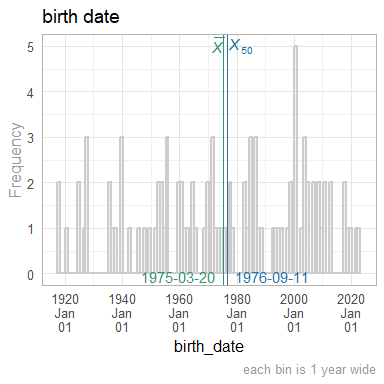 birth date
X X50
5
4
3
2
1
0
Frequency
1975-03-20 1976-09-11
1920 1940 1960 1980 2000 2020
Jan Jan Jan Jan Jan Jan
01 01 01 01 01 01
birth_date
each bin is 1 year wide